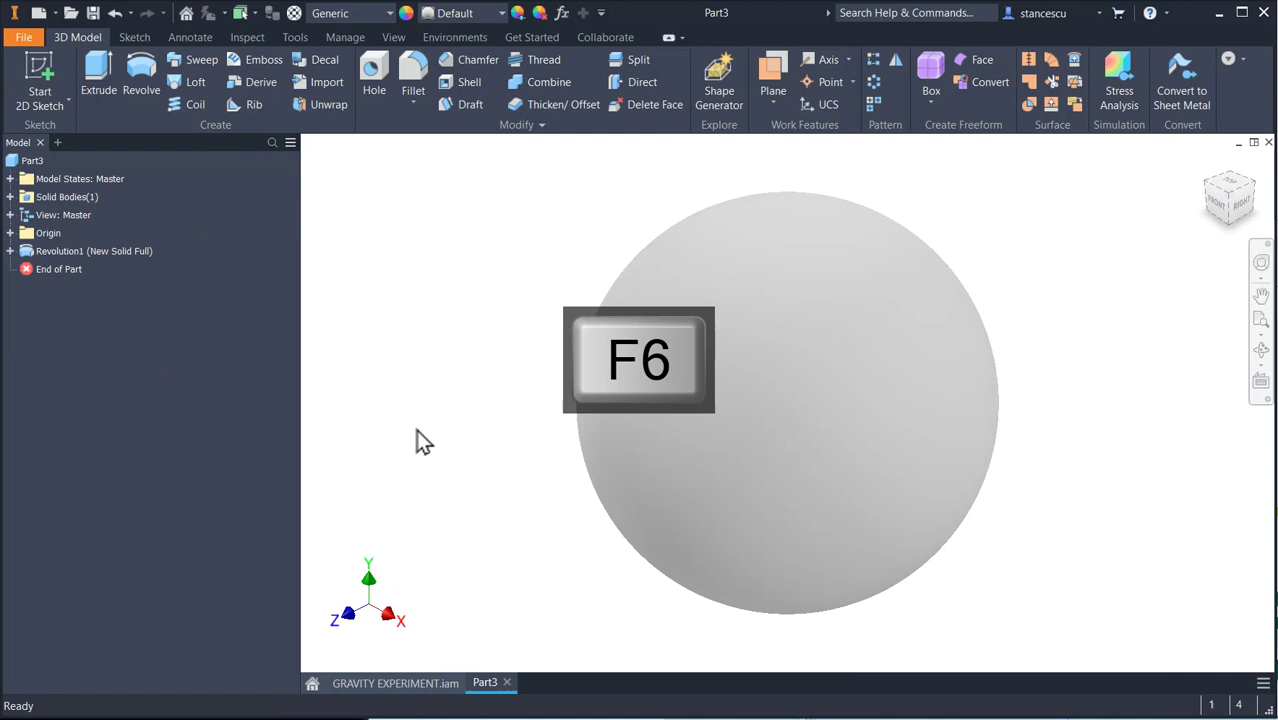 Generic
Default
Part3
Search Help & Commands...
stancescu
File
3D Model
Sketch
Annotate
Inspect
Tools
Manage
View
Environments
Get Started
Collaborate
Start
2D Sketch
Extrude
Revolve
Sweep
Loft
Coil
Emboss
Derive
Rib
Decal
Import
Unwrap
Hole
Fillet
Chamfer
Shell
Draft
Thread
Combine
Thicken/ Offset
Split
Direct
Delete Face
Shape
Generator
Plane
Axis
Point
UCS
Box
Face
Convert
Stress
Analysis
Convert to
Sheet Metal
Sketch
Create
Modify
Explore
Work Features
Pattern
Create Freeform
Surface
Simulation
Convert
Model
Part3
Model States: Master
Solid Bodies(1)
View: Master
Origin
Revolution1 (New Solid Full)
End of Part
TOP
FRONT
RIGHT
F6
Y
Z
X
GRAVITY EXPERIMENT.iam
Part3
Ready
1
4